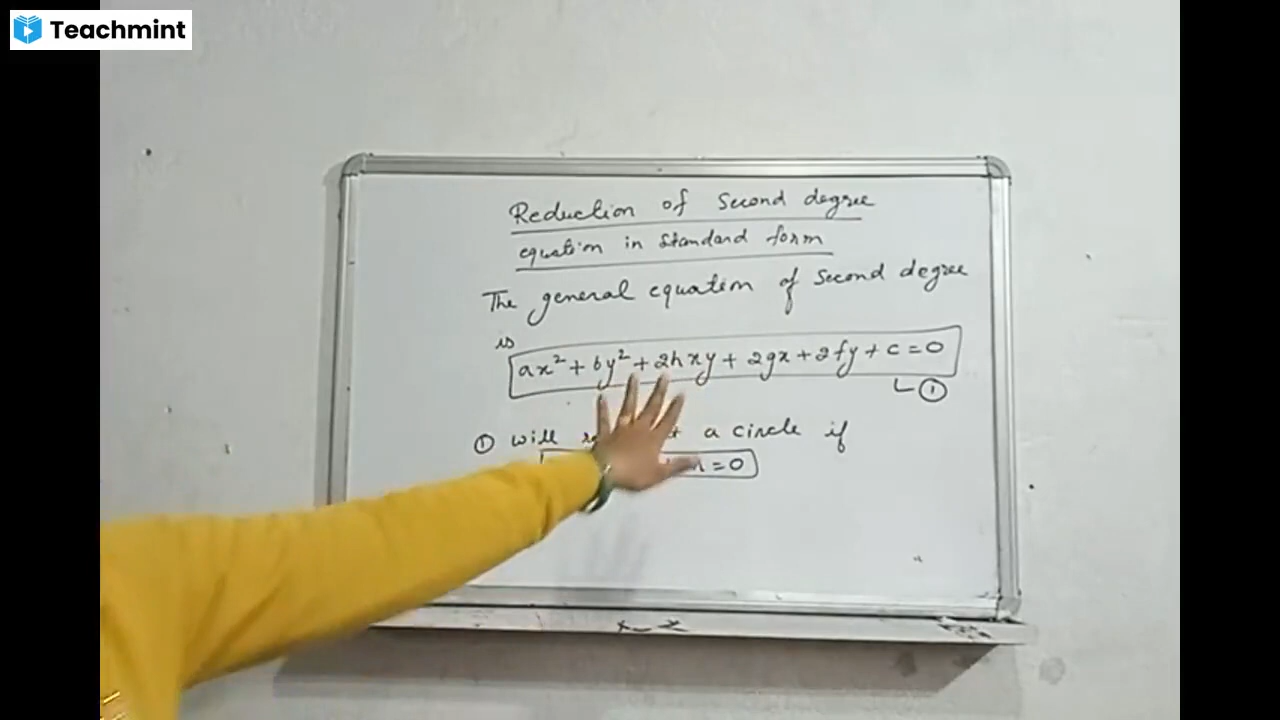 Teachmint
Reduction of Second degree
equation in standard form
The general equation of second degree
is
ax² + by² + 2hxy + 2gx + 2fy + c = 0
①
① will a circle if
= 0